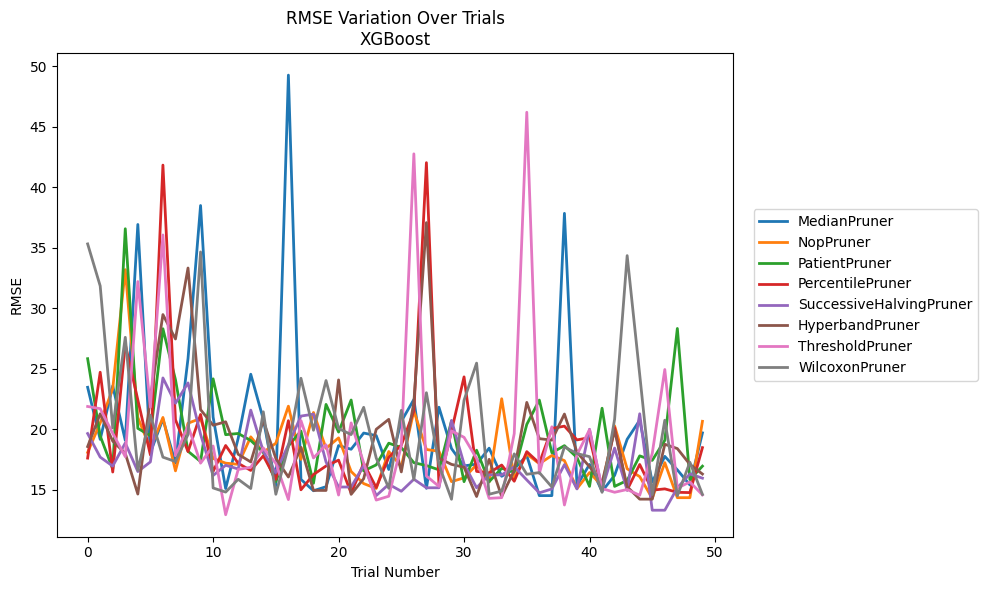 RMSE Variation Over Trials
XGBoost
RMSE
50
45
40
35
30
25
20
15
0
10
20
30
40
50
Trial Number
MedianPruner
NopPruner
PatientPruner
PercentilePruner
SuccessiveHalvingPruner
HyperbandPruner
ThresholdPruner
WilcoxonPruner